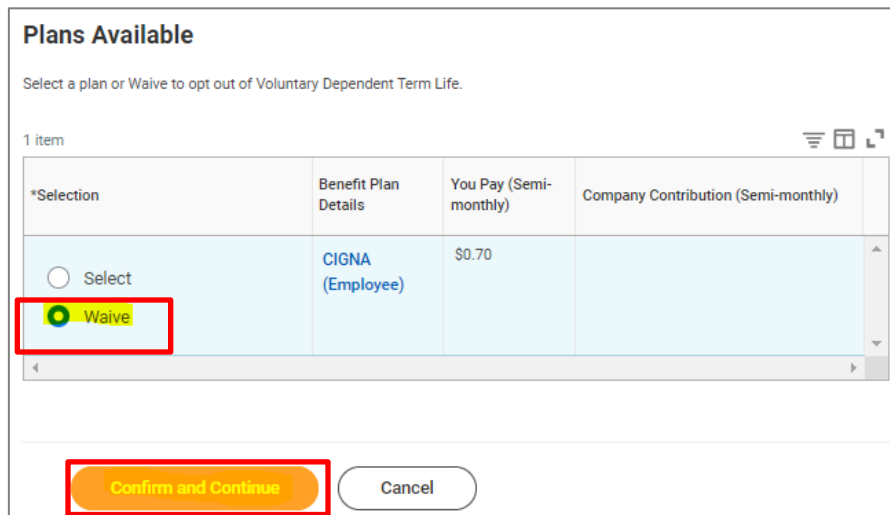 Plans Available
Select a plan or Waive to opt out of Voluntary Dependent Term Life.
1 item
*Selection
Benefit Plan
Details
You Pay (Semi-
monthly)
Company Contribution (Semi-monthly)
Select
Waive
CIGNA
(Employee)
$0.70
Confirm and Continue
Cancel